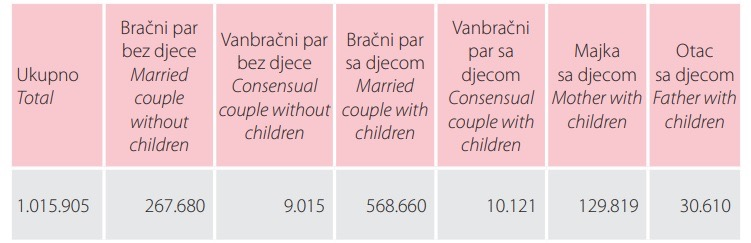 Ukupno
Total
Bračni par
bez djece
Married
couple
without
children
Vanbračni par
bez djece
Consensual
couple without
children
Bračni par
sa djecom
Married
couple with
children
Vanbračni
par sa
djecom
Consensual
couple with
children
Majka
sa djecom
Mother with
children
Otac
sa djecom
Father with
children
1.015.905
267.680
9.015
568.660
10.121
129.819
30.610